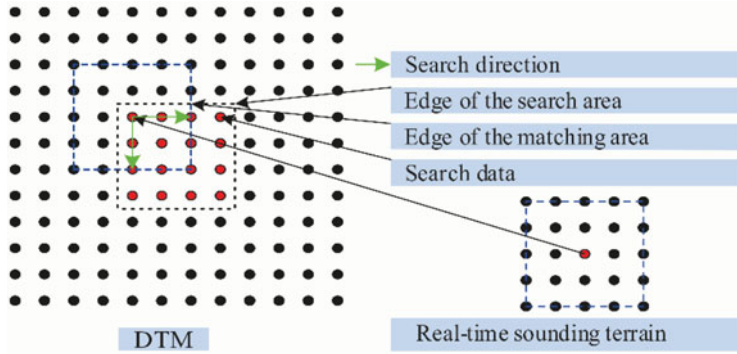 Search direction
Edge of the search area
Edge of the matching area
Search data
DTM
Real-time sounding terrain